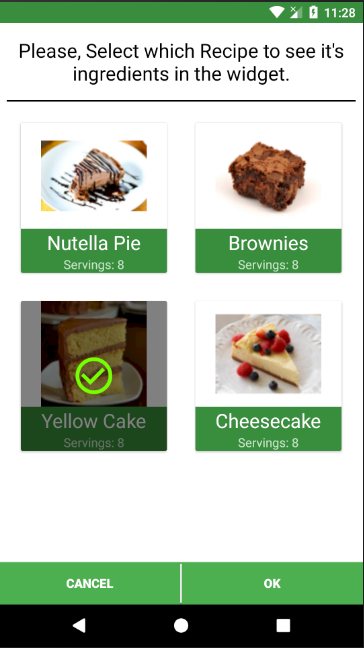 11:28
Please, Select which Recipe to see it's
ingredients in the widget.
Nutella Pie
Servings: 8
Brownies
Servings: 8
Yellow Cake
Servings: 8
Cheesecake
Servings: 8
CANCEL
OK